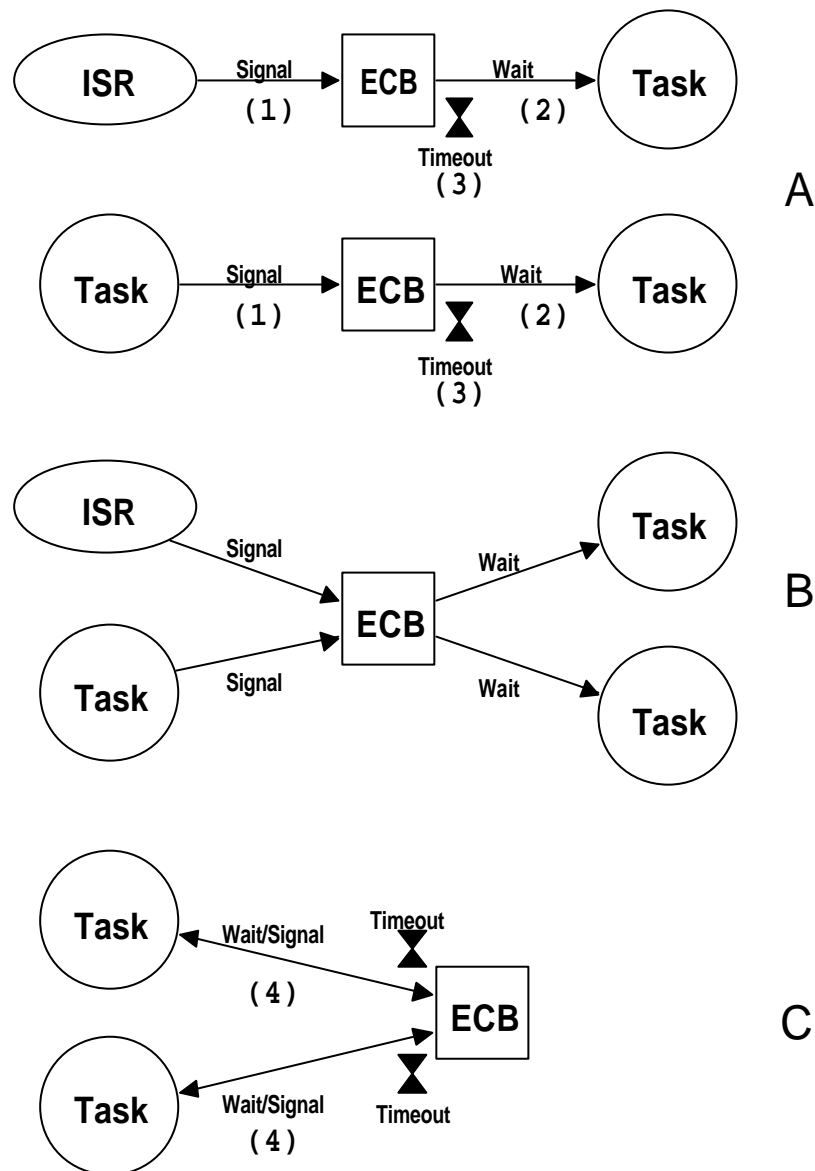 ISR Signal ECB Wait Task
(1) (2)
Timeout
(3)
A
Task Signal ECB Wait Task
(1) (2)
Timeout
(3)
ISR
Signal Wait Task
ECB
B
Task Signal Wait Task
Task Wait/Signal Timeout
(4)
ECB
C
Task Wait/Signal Timeout
(4)